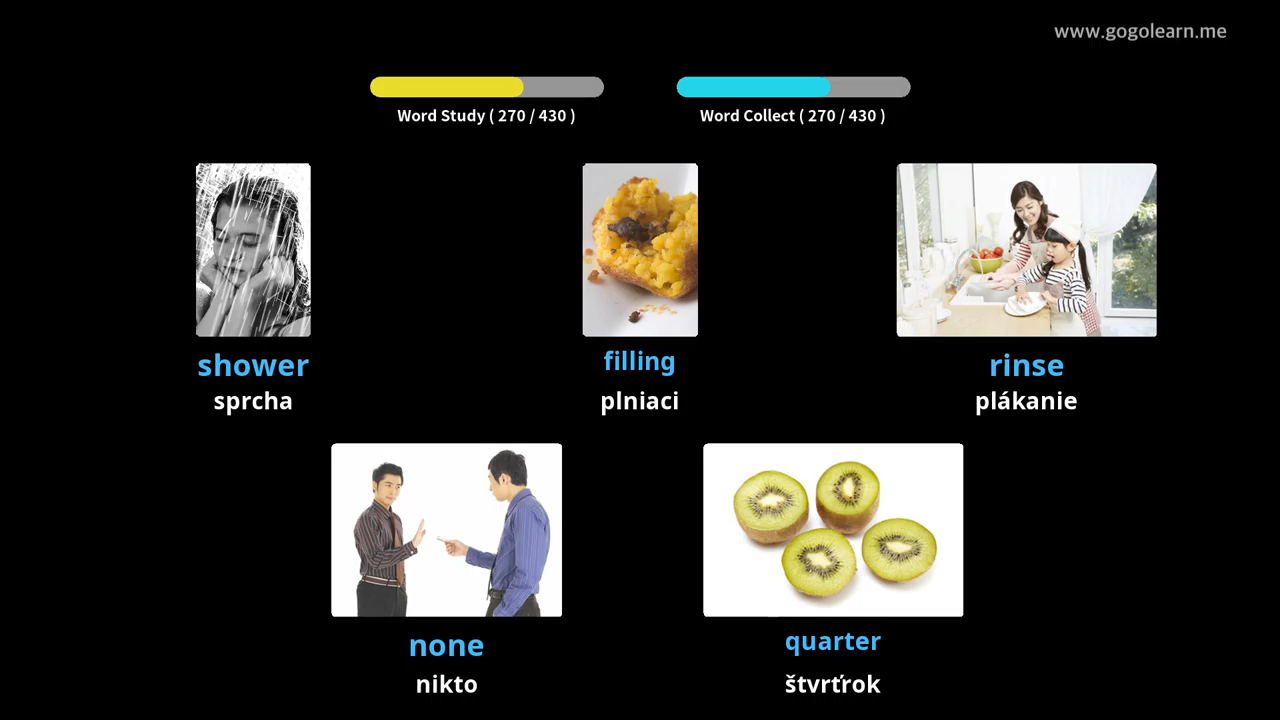 www.gogolearn.me
Word Study ( 270 / 430 )
Word Collect ( 270 / 430 )
shower
sprcha
filling
plniaci
rinse
plákanie
none
nikto
quarter
štvrťrok